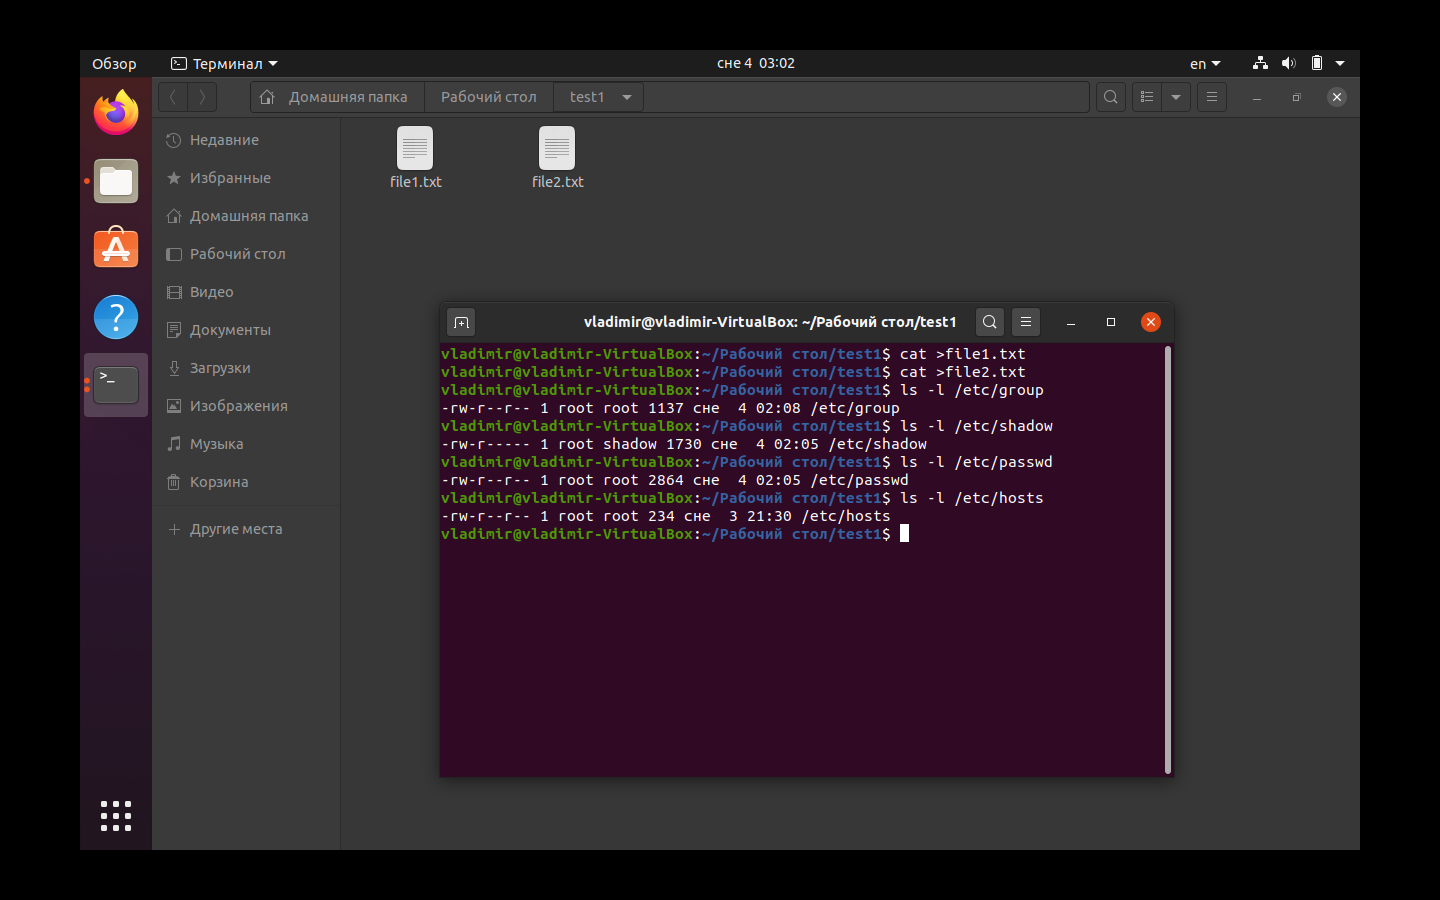 Обзор
Терминал
сне 4 03:02
en
Домашняя папка
Рабочий стол
test1
Недавние
Избранные
Домашняя папка
Рабочий стол
Видео
Документы
Загрузки
Изображения
Музыка
Корзина
Другие места
file1.txt
file2.txt
vladimir@vladimir-VirtualBox: ~/Рабочий стол/test1
vladimir@vladimir-VirtualBox:~/Рабочий стол/test1$ cat >file1.txt
vladimir@vladimir-VirtualBox:~/Рабочий стол/test1$ cat >file2.txt
vladimir@vladimir-VirtualBox:~/Рабочий стол/test1$ ls -l /etc/group
-rw-r--r-- 1 root root 1137 сне  4 02:08 /etc/group
vladimir@vladimir-VirtualBox:~/Рабочий стол/test1$ ls -l /etc/shadow
-rw-r----- 1 root shadow 1730 сне  4 02:05 /etc/shadow
vladimir@vladimir-VirtualBox:~/Рабочий стол/test1$ ls -l /etc/passwd
-rw-r--r-- 1 root root 2864 сне  4 02:05 /etc/passwd
vladimir@vladimir-VirtualBox:~/Рабочий стол/test1$ ls -l /etc/hosts
-rw-r--r-- 1 root root 234 сне  3 21:30 /etc/hosts
vladimir@vladimir-VirtualBox:~/Рабочий стол/test1$